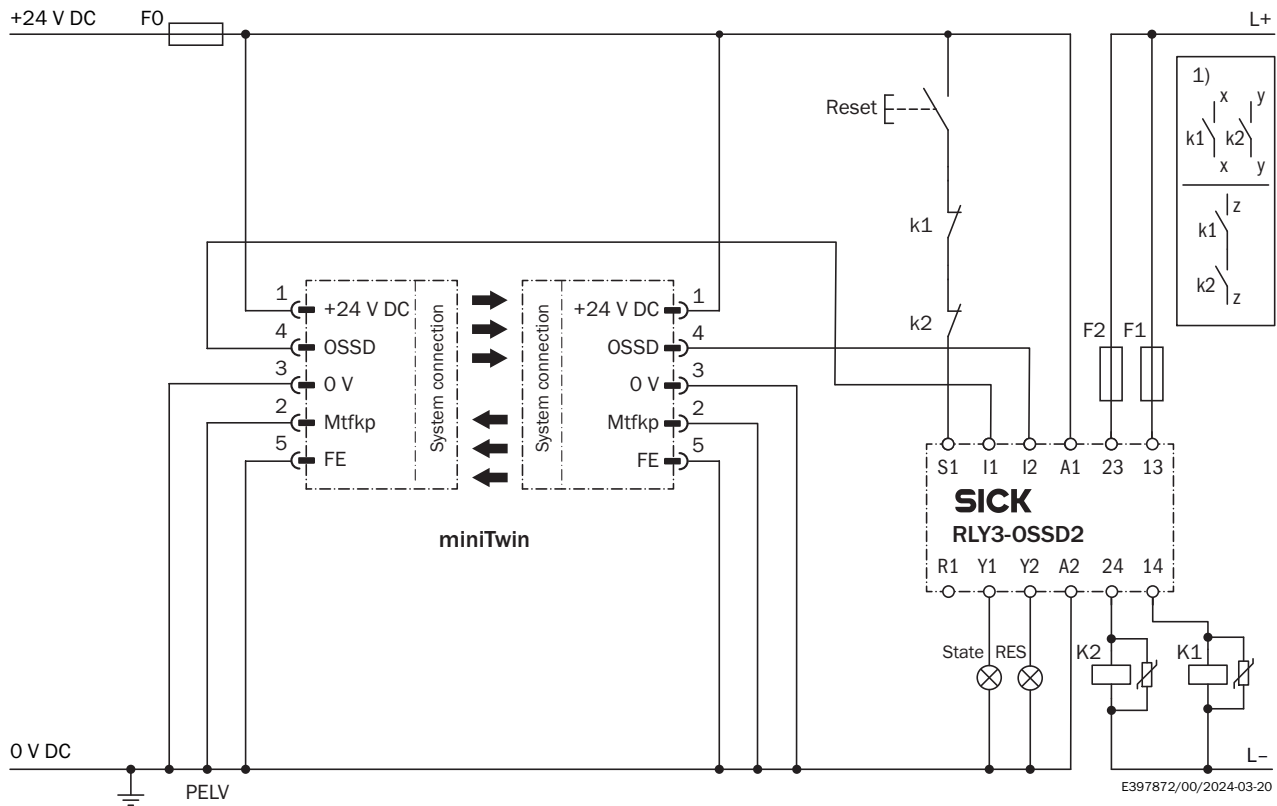 +24 V DC
F0
L+
1)
x
y
k1
k2
x
y
z
k1
k2
z
Reset
k1
k2
F2
F1
1
+24 V DC
4
OSSD
3
0 V
2
Mtfkp
5
FE
System connection
System connection
+24 V DC
1
OSSD
4
0 V
3
Mtfkp
2
FE
5
miniTwin
S1
I1
I2
A1
23
13
SICK
RLY3-OSSD2
R1
Y1
Y2
A2
24
14
State
RES
K2
K1
0 V DC
L–
PELV
E397872/00/2024-03-20